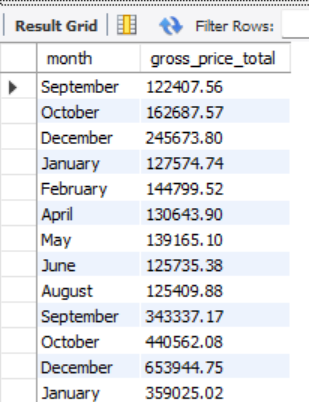 Result Grid Filter Rows:
month gross_price_total
September 122407.56
October 162687.57
December 245673.80
January 127574.74
February 144799.52
April 130643.90
May 139165.10
June 125735.38
August 125409.88
September 343337.17
October 440562.08
December 653944.75
January 359025.02